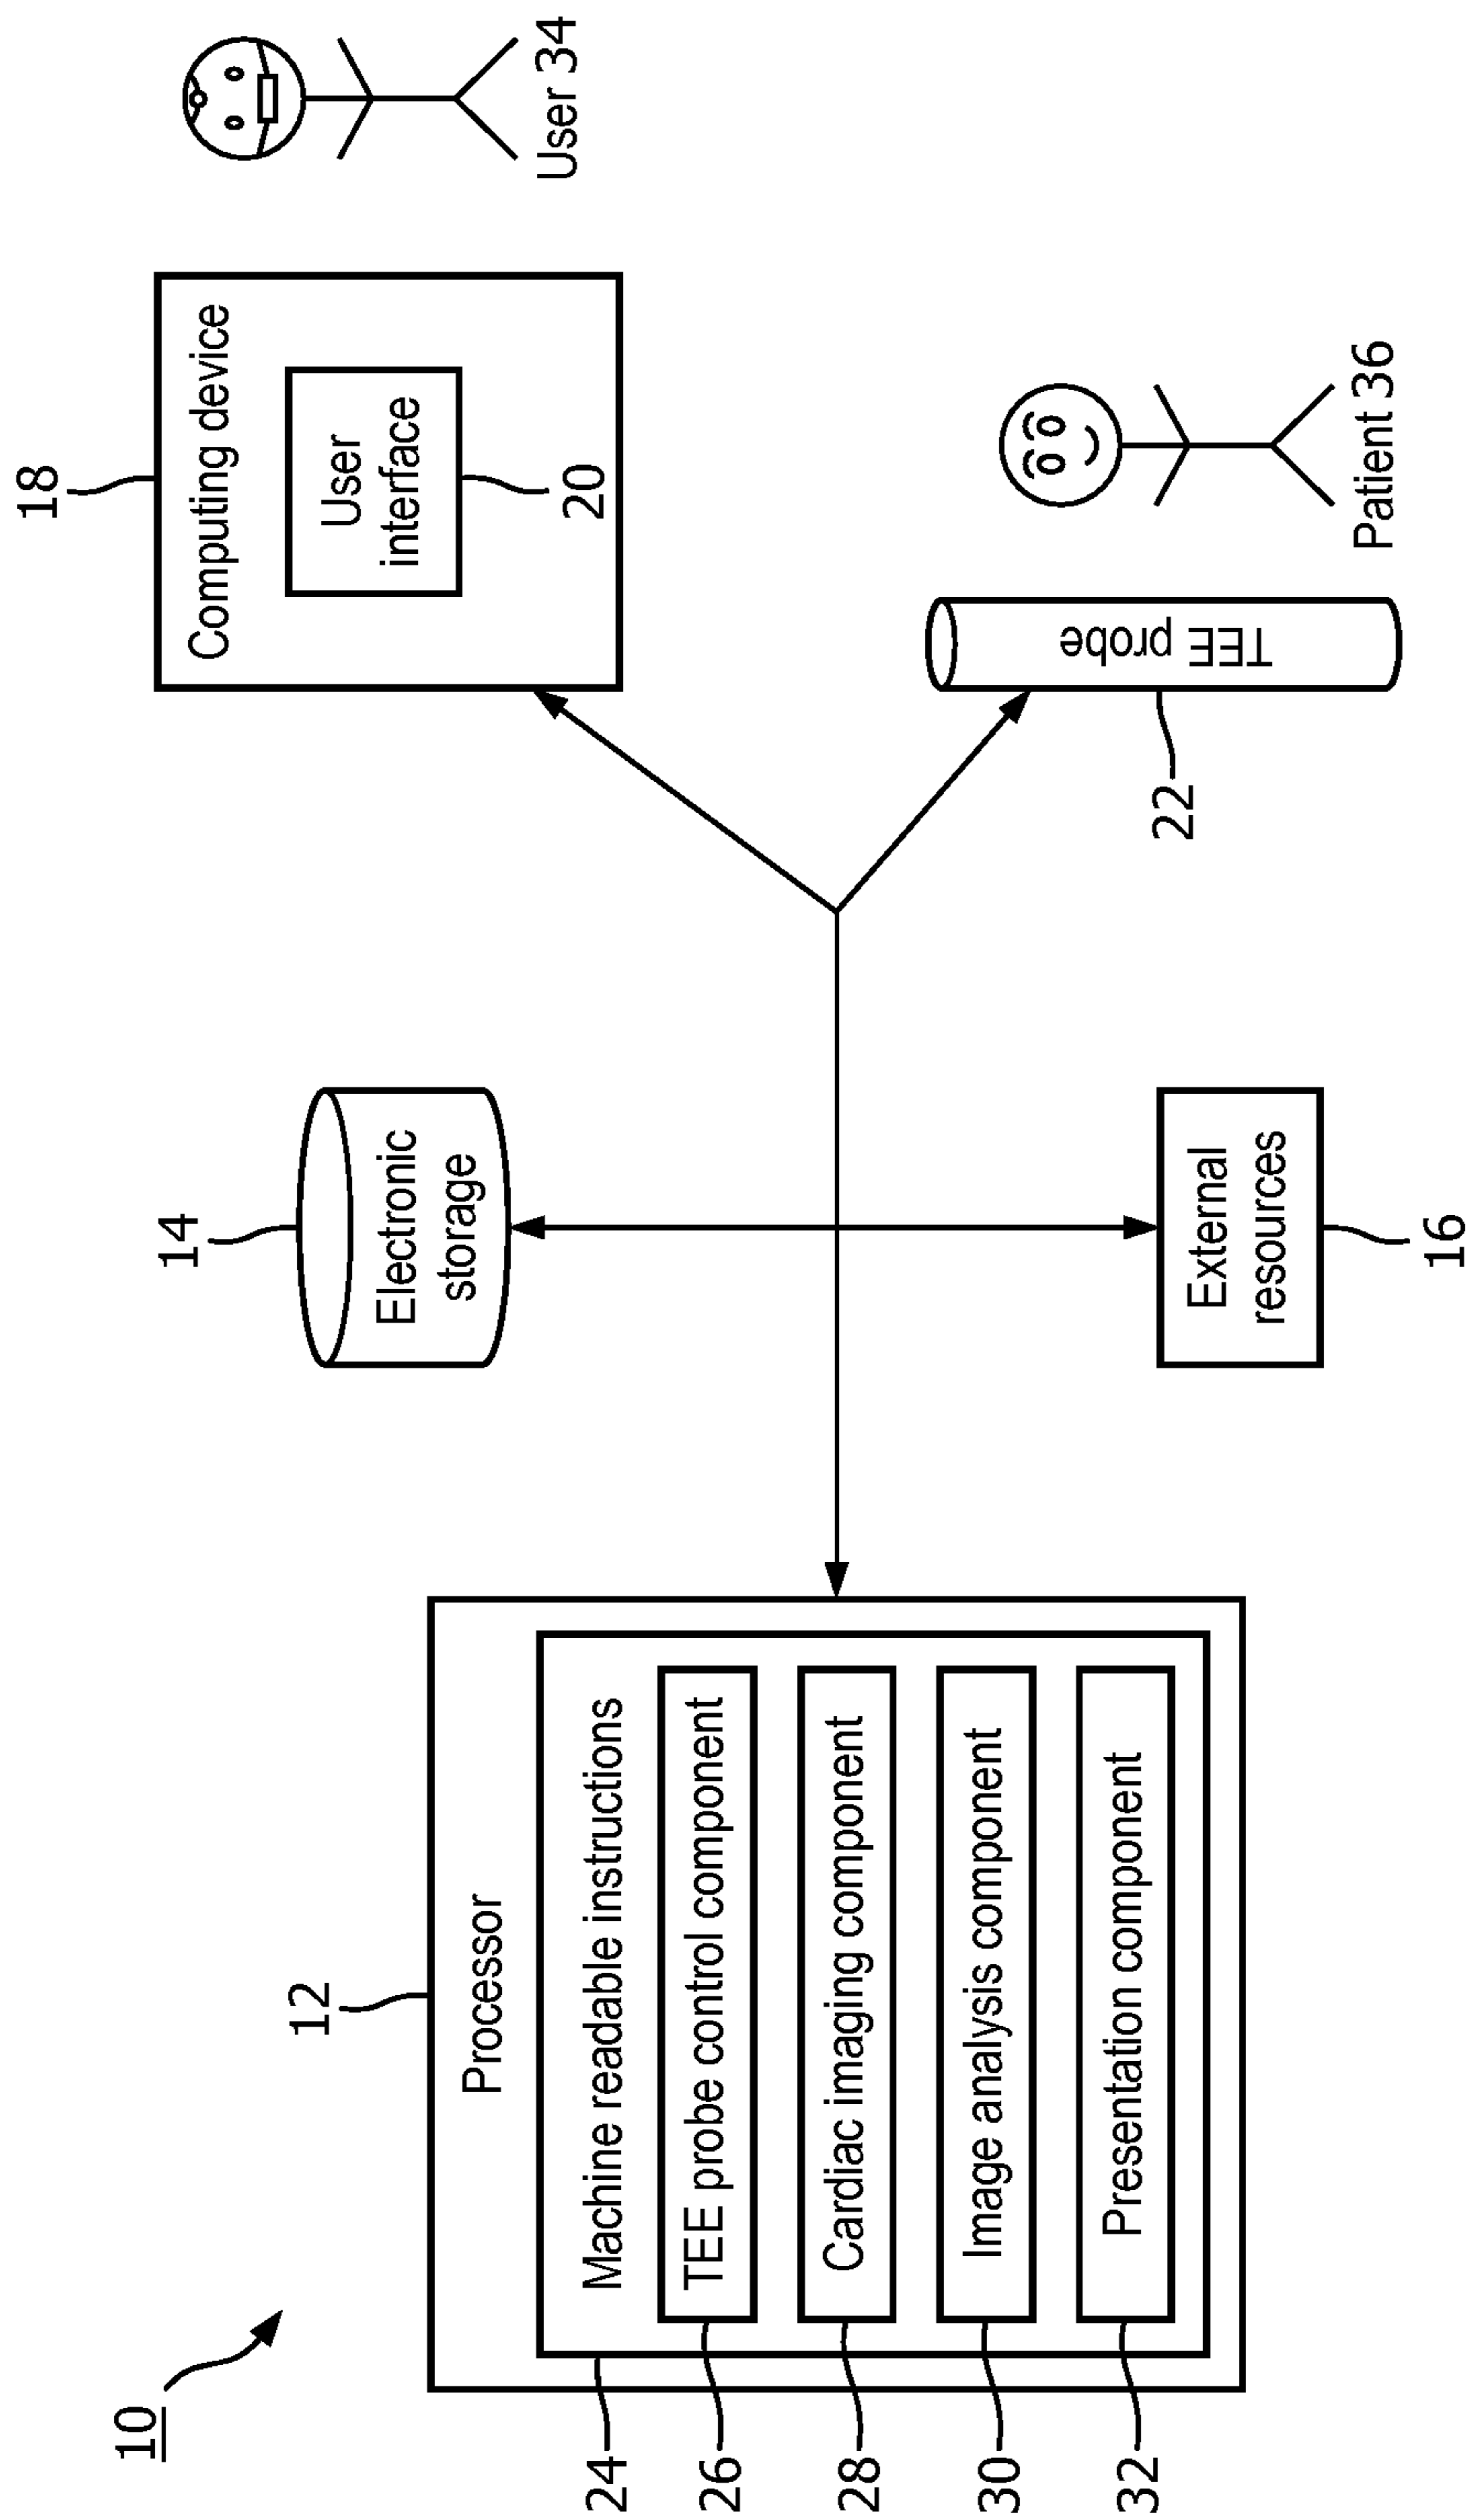 10
12
Processor
Machine readable instructions
24
TEE probe control component
26
Cardiac imaging component
28
Image analysis component
30
Presentation component
32
14
Electronic
storage
External
resources
16
18
Computing device
User
interface
20
User 34
TEE probe
22
Patient 36